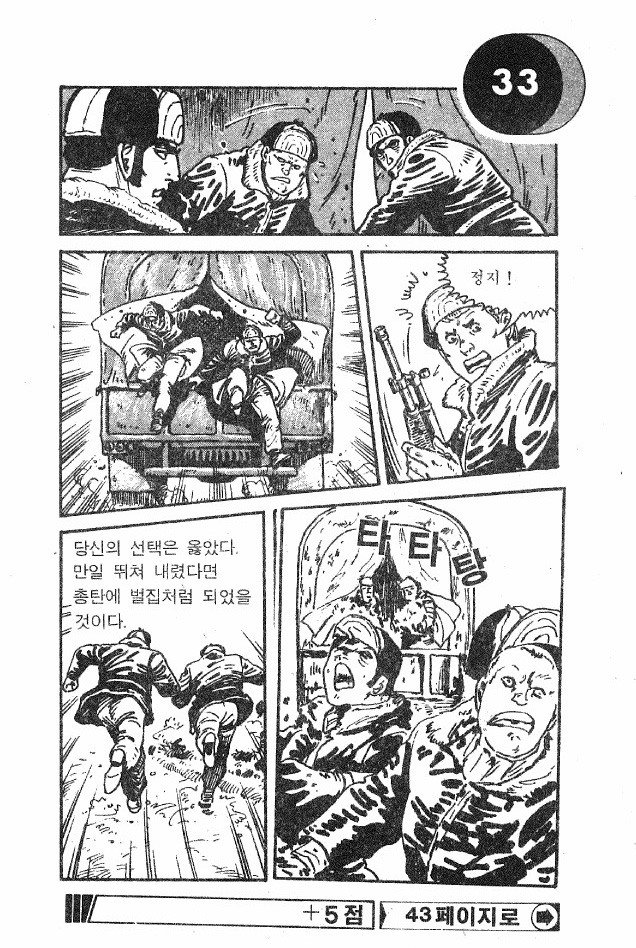 33
정지!
당신의 선택은 옳았다.
만일 뛰쳐 내렸다면
총탄에 벌집처럼 되었을
것이다.
타 타 탕
+5점
43페이지로